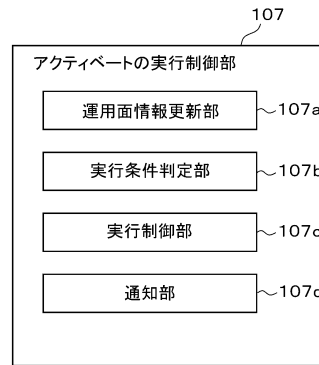 107
アクティベートの実行制御部
運用面情報更新部 107a
実行条件判定部 107b
実行制御部 107c
通知部 107d